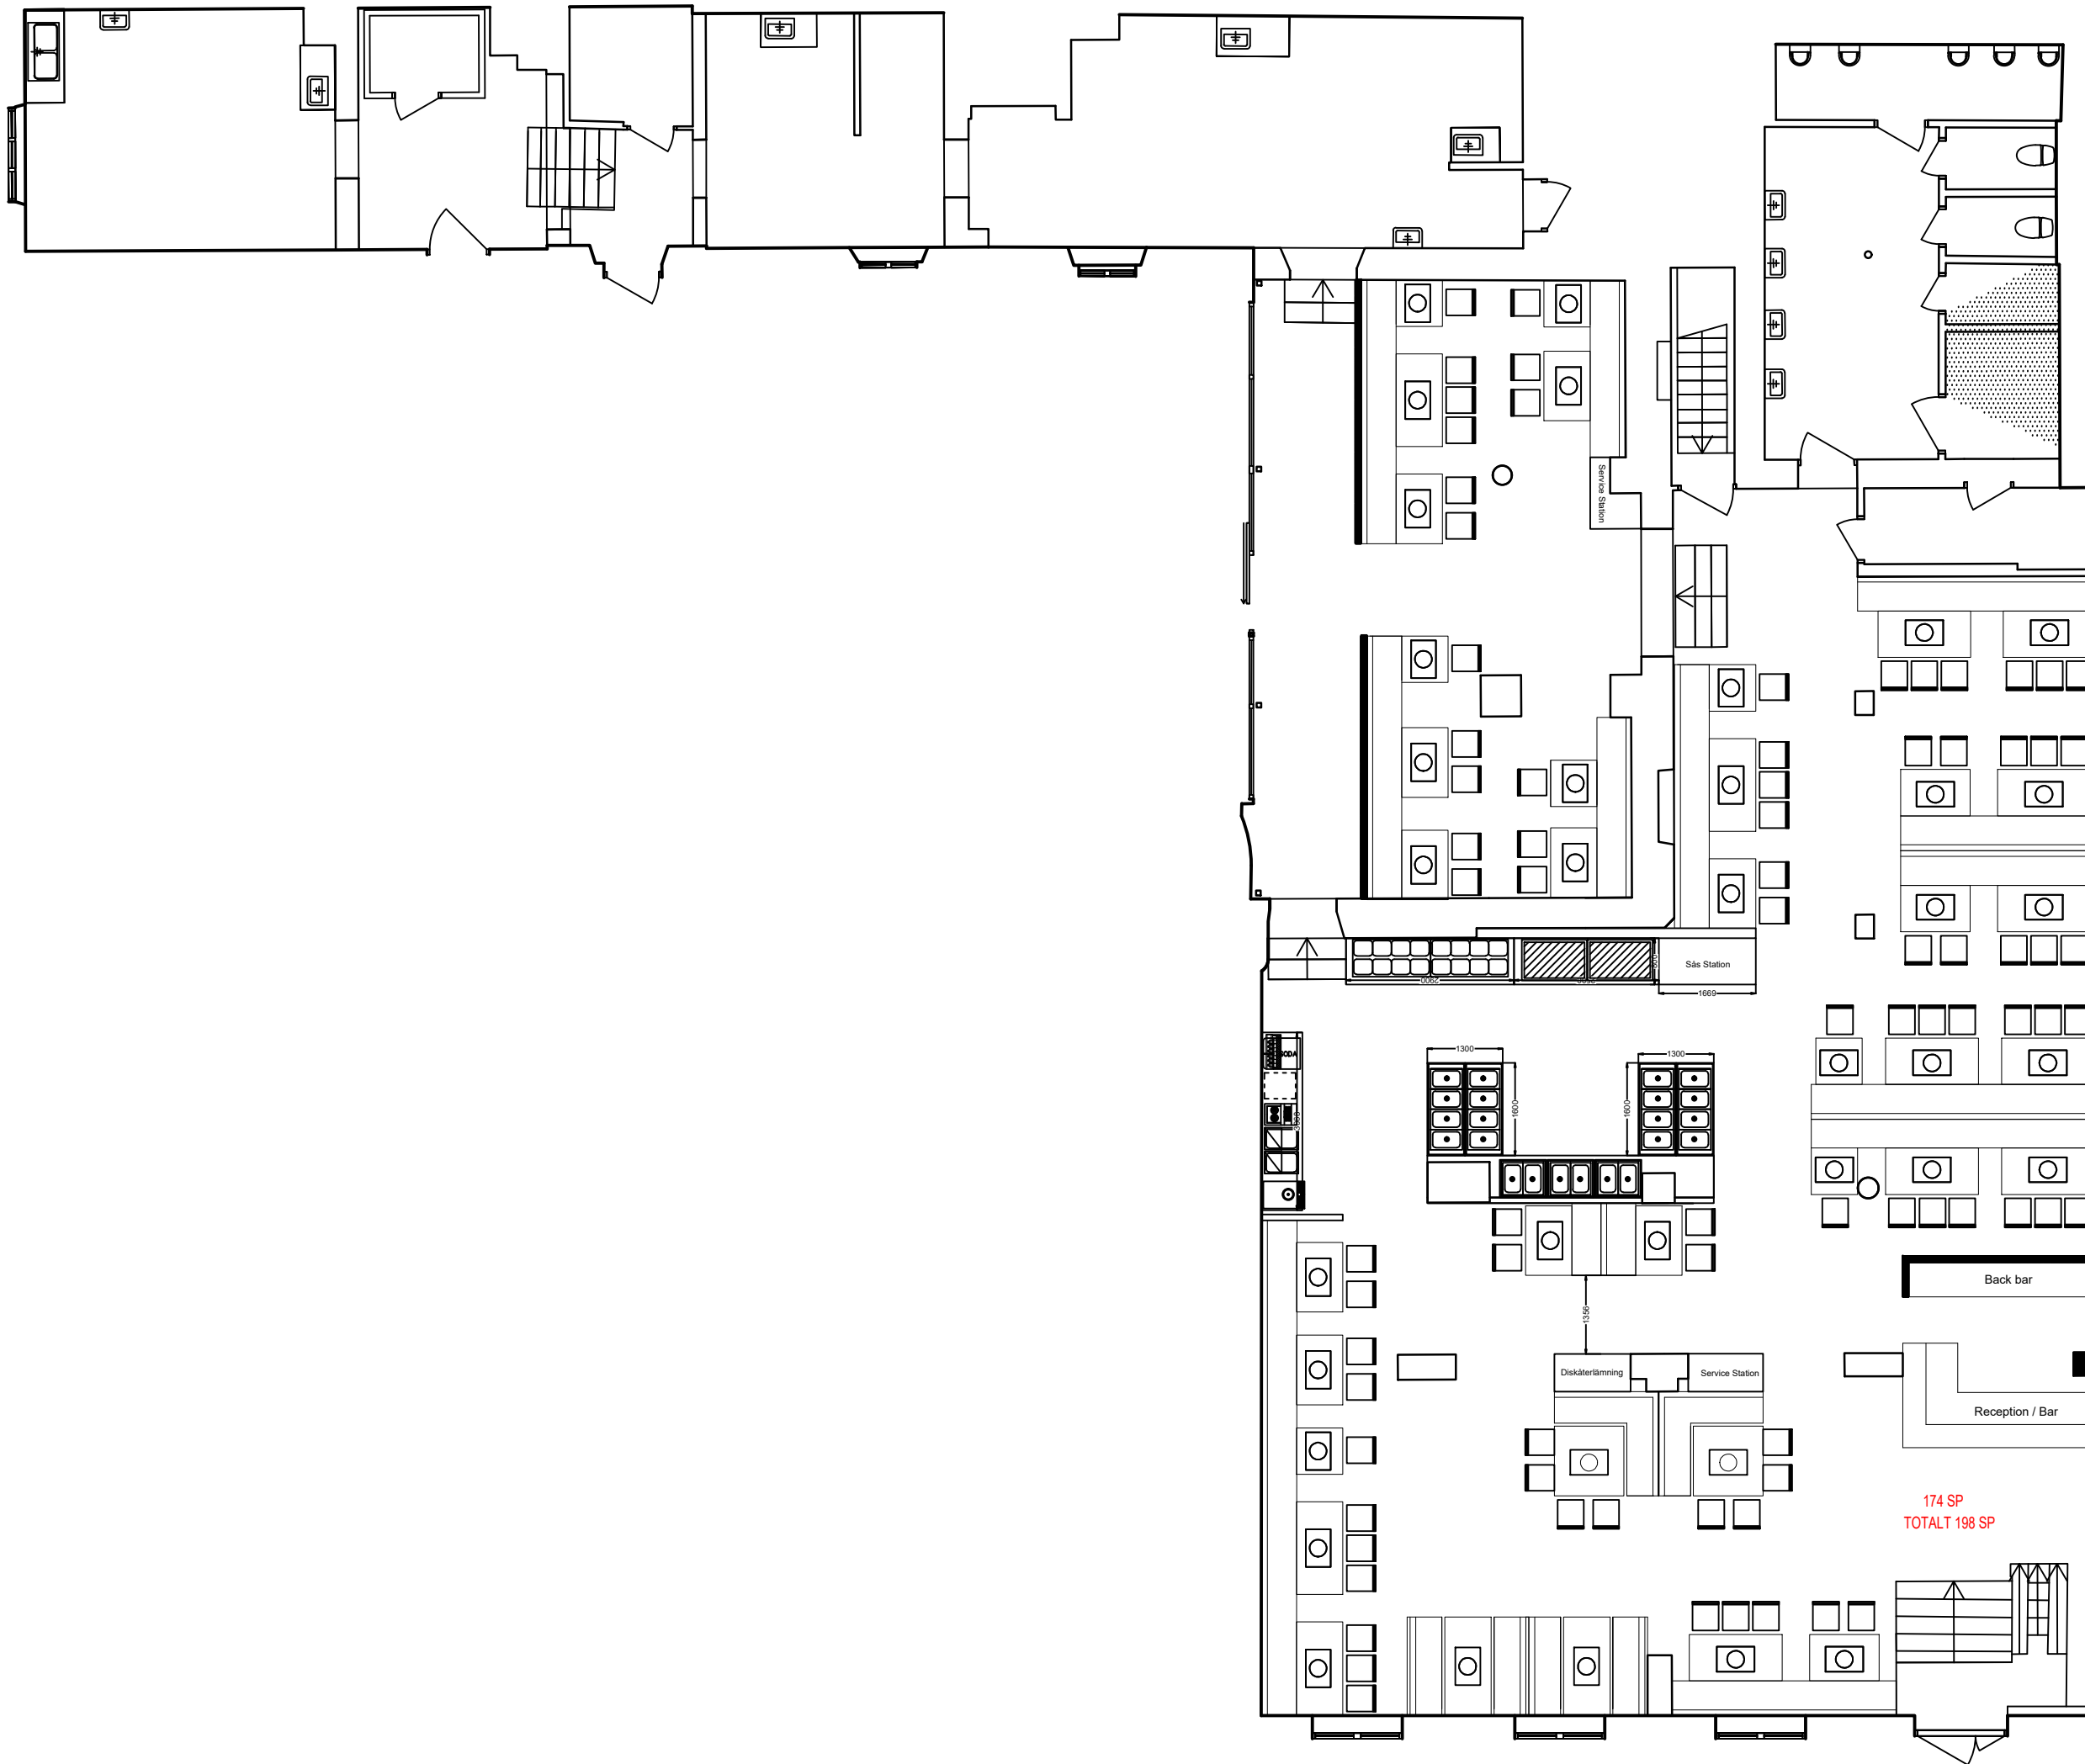 Service Station
Sås Station
2900
1669
1300
1300
SODA
1600
1600
Back bar
1356
Diskåterlämning
Service Station
Reception / Bar
174 SP
TOTALT 198 SP